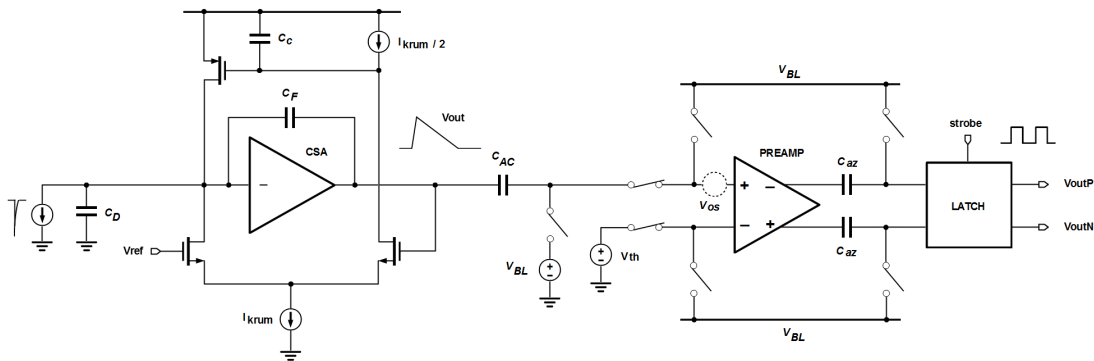 C_C
I_krum / 2
C_F
Vout
CSA
−
C_AC
C_D
Vref
I_krum
V_BL
+
−
Vth
+
−
V_BL
PREAMP
V_os
+
−
−
+
C_az
C_az
V_BL
strobe
LATCH
VoutP
VoutN